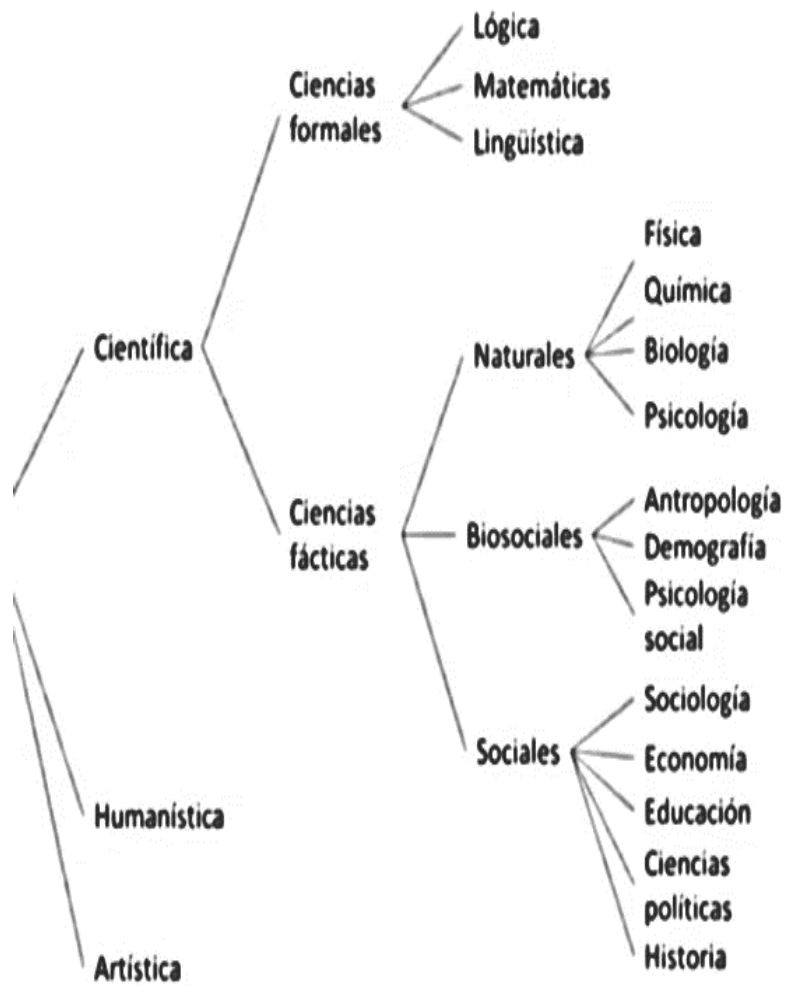 Lógica
Ciencias
formales
Matemáticas
Lingüística
Física
Química
Científica
Naturales
Biología
Psicología
Ciencias
fácticas
Biosociales
Antropología
Demografía
Psicología
social
Sociología
Sociales
Economía
Educación
Humanística
Ciencias
políticas
Historia
Artística